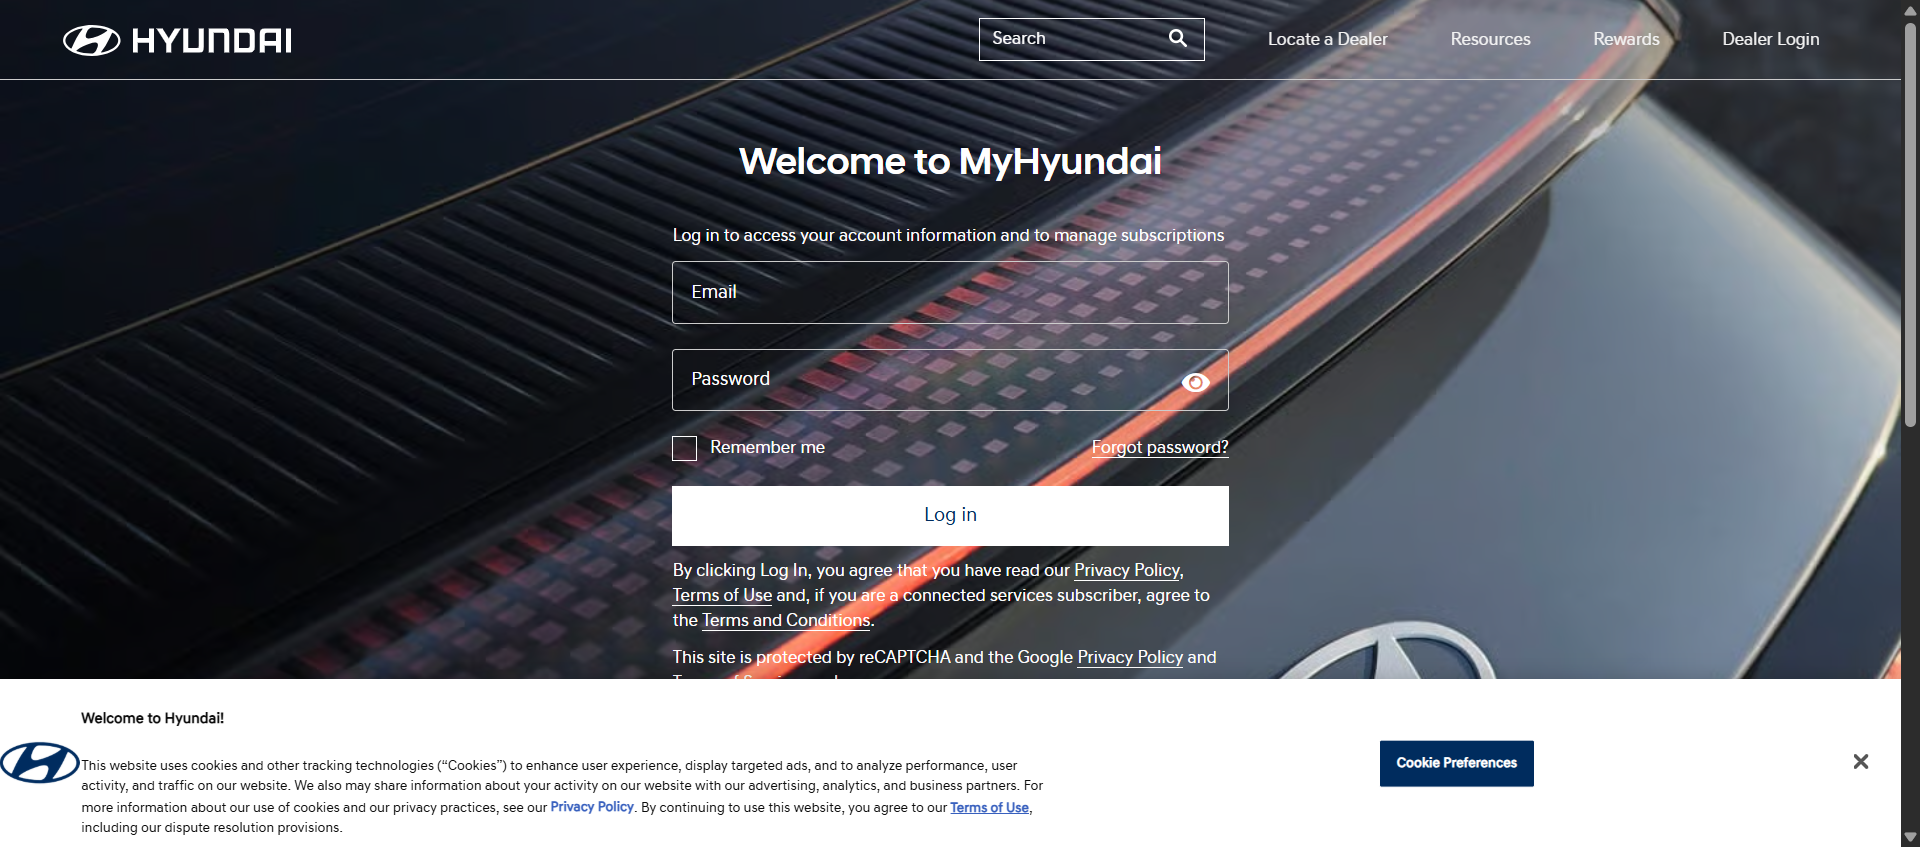 HYUNDAI
Search
Locate a Dealer
Resources
Rewards
Dealer Login
Welcome to MyHyundai
Log in to access your account information and to manage subscriptions
Email
Password
Remember me
Forgot password?
Log in
By clicking Log In, you agree that you have read our Privacy Policy,
Terms of Use and, if you are a connected services subscriber, agree to
the Terms and Conditions.
This site is protected by reCAPTCHA and the Google Privacy Policy and
Welcome to Hyundai!
This website uses cookies and other tracking technologies (“Cookies”) to enhance user experience, display targeted ads, and to analyze performance, user
activity, and traffic on our website. We also may share information about your activity on our website with our advertising, analytics, and business partners. For
more information about our use of cookies and our privacy practices, see our Privacy Policy. By continuing to use this website, you agree to our Terms of Use,
including our dispute resolution provisions.
Cookie Preferences